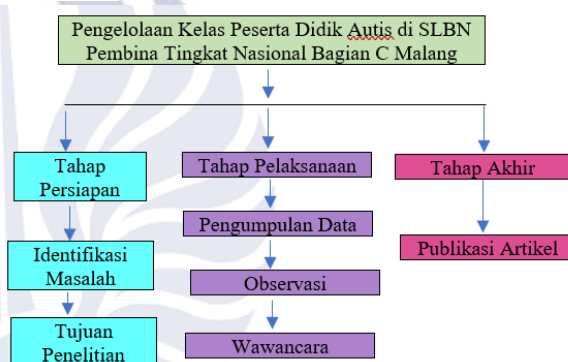 Pengelolaan Kelas Peserta Didik Autis di SLBN
Pembina Tingkat Nasional Bagian C Malang
Tahap
Persiapan
Identifikasi
Masalah
Tujuan
Penelitian
Tahap Pelaksanaan
Pengumpulan Data
Observasi
Wawancara
Tahap Akhir
Publikasi Artikel